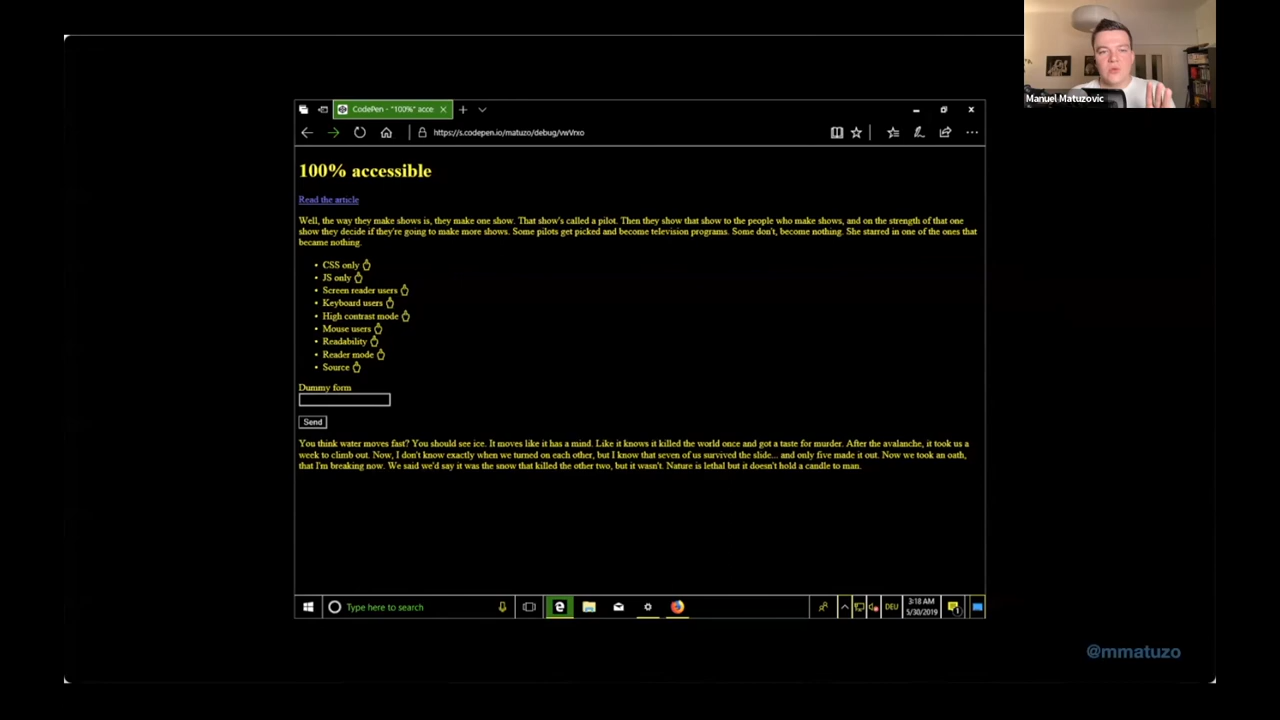 Manuel Matuzovic
CodePen - "100%" acce
https://s.codepen.io/matuzo/debug/vwVrxo
100% accessible
Read the article
Well, the way they make shows is, they make one show. That show's called a pilot. Then they show that show to the people who make shows, and on the strength of that one
show they decide if they're going to make more shows. Some pilots get picked and become television programs. Some don't, become nothing. She starred in one of the ones that
became nothing.
CSS only
JS only
Screen reader users
Keyboard users
High contrast mode
Mouse users
Readability
Reader mode
Source
Dummy form
Send
You think water moves fast? You should see ice. It moves like it has a mind. Like it knows it killed the world once and got a taste for murder. After the avalanche, it took us a
week to climb out. Now, I don't know exactly when we turned on each other, but I know that seven of us survived the slide... and only five made it out. Now we took an oath,
that I'm breaking now. We said we'd say it was the snow that killed the other two, but it wasn't. Nature is lethal but it doesn't hold a candle to man.
Type here to search
DEU
3:18 AM
5/30/2019
1
@mmatuzo